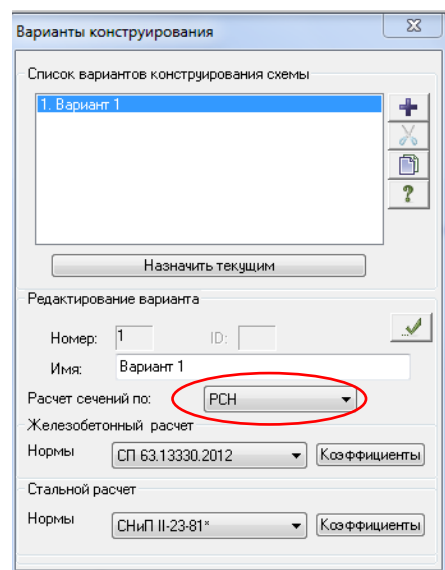 Варианты конструирования
Список вариантов конструирования схемы
1. Вариант 1
?
Назначить текущим
Редактирование варианта
Номер: 1 ID:
Имя: Вариант 1
Расчет сечений по: РСН
Железобетонный расчет
Нормы СП 63.13330.2012 Коэффициенты
Стальной расчет
Нормы СНиП II-23-81* Коэффициенты